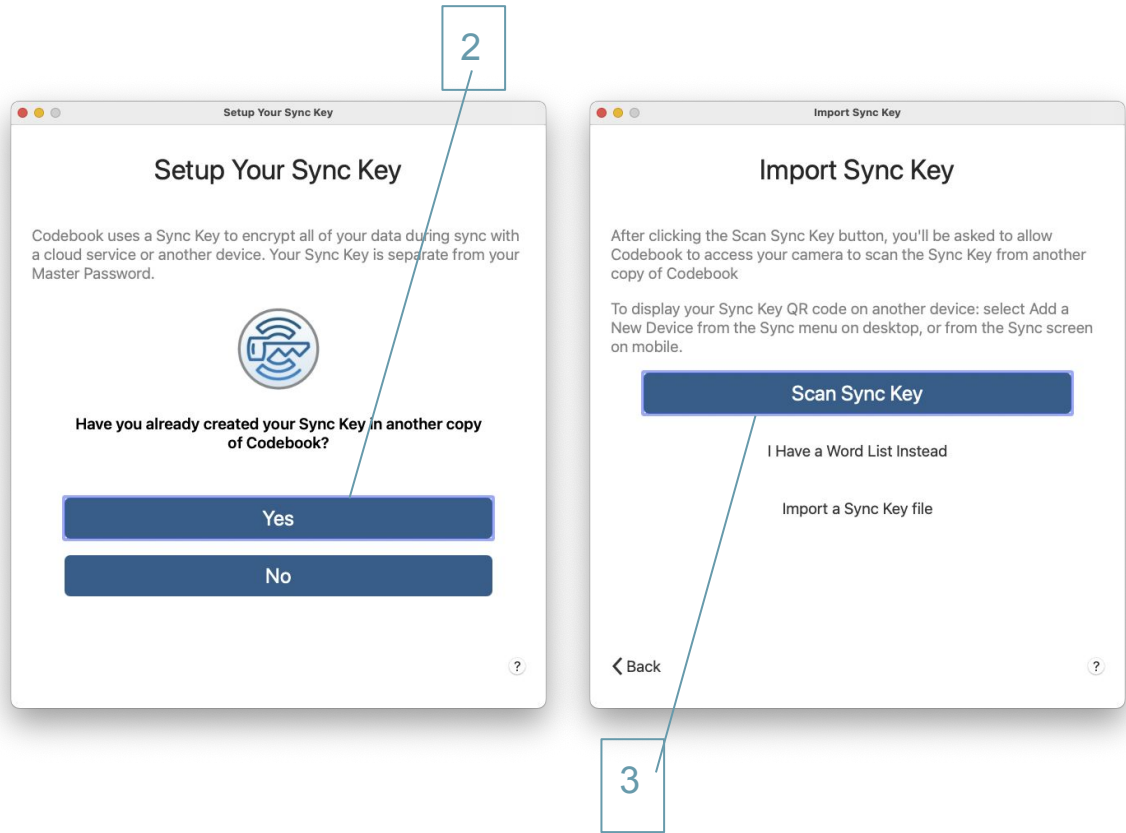 2
Setup Your Sync Key
Setup Your Sync Key
Codebook uses a Sync Key to encrypt all of your data during sync with
a cloud service or another device. Your Sync Key is separate from your
Master Password.
Have you already created your Sync Key in another copy
of Codebook?
Yes
No
?
Import Sync Key
Import Sync Key
After clicking the Scan Sync Key button, you'll be asked to allow
Codebook to access your camera to scan the Sync Key from another
copy of Codebook
To display your Sync Key QR code on another device: select Add a
New Device from the Sync menu on desktop, or from the Sync screen
on mobile.
Scan Sync Key
I Have a Word List Instead
Import a Sync Key file
Back
?
3